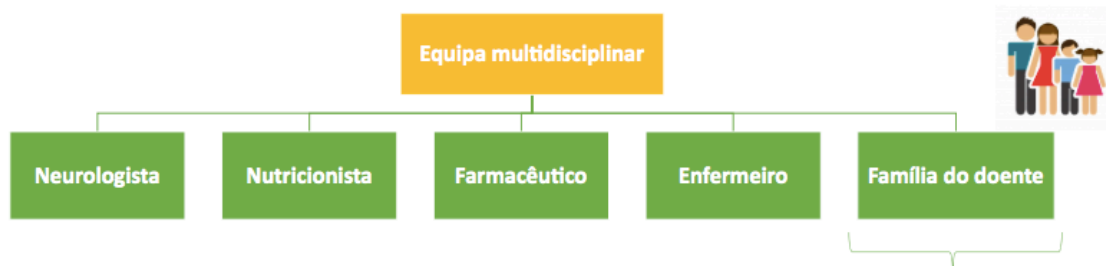 Equipa multidisciplinar
Neurologista
Nutricionista
Farmacêutico
Enfermeiro
Família do doente